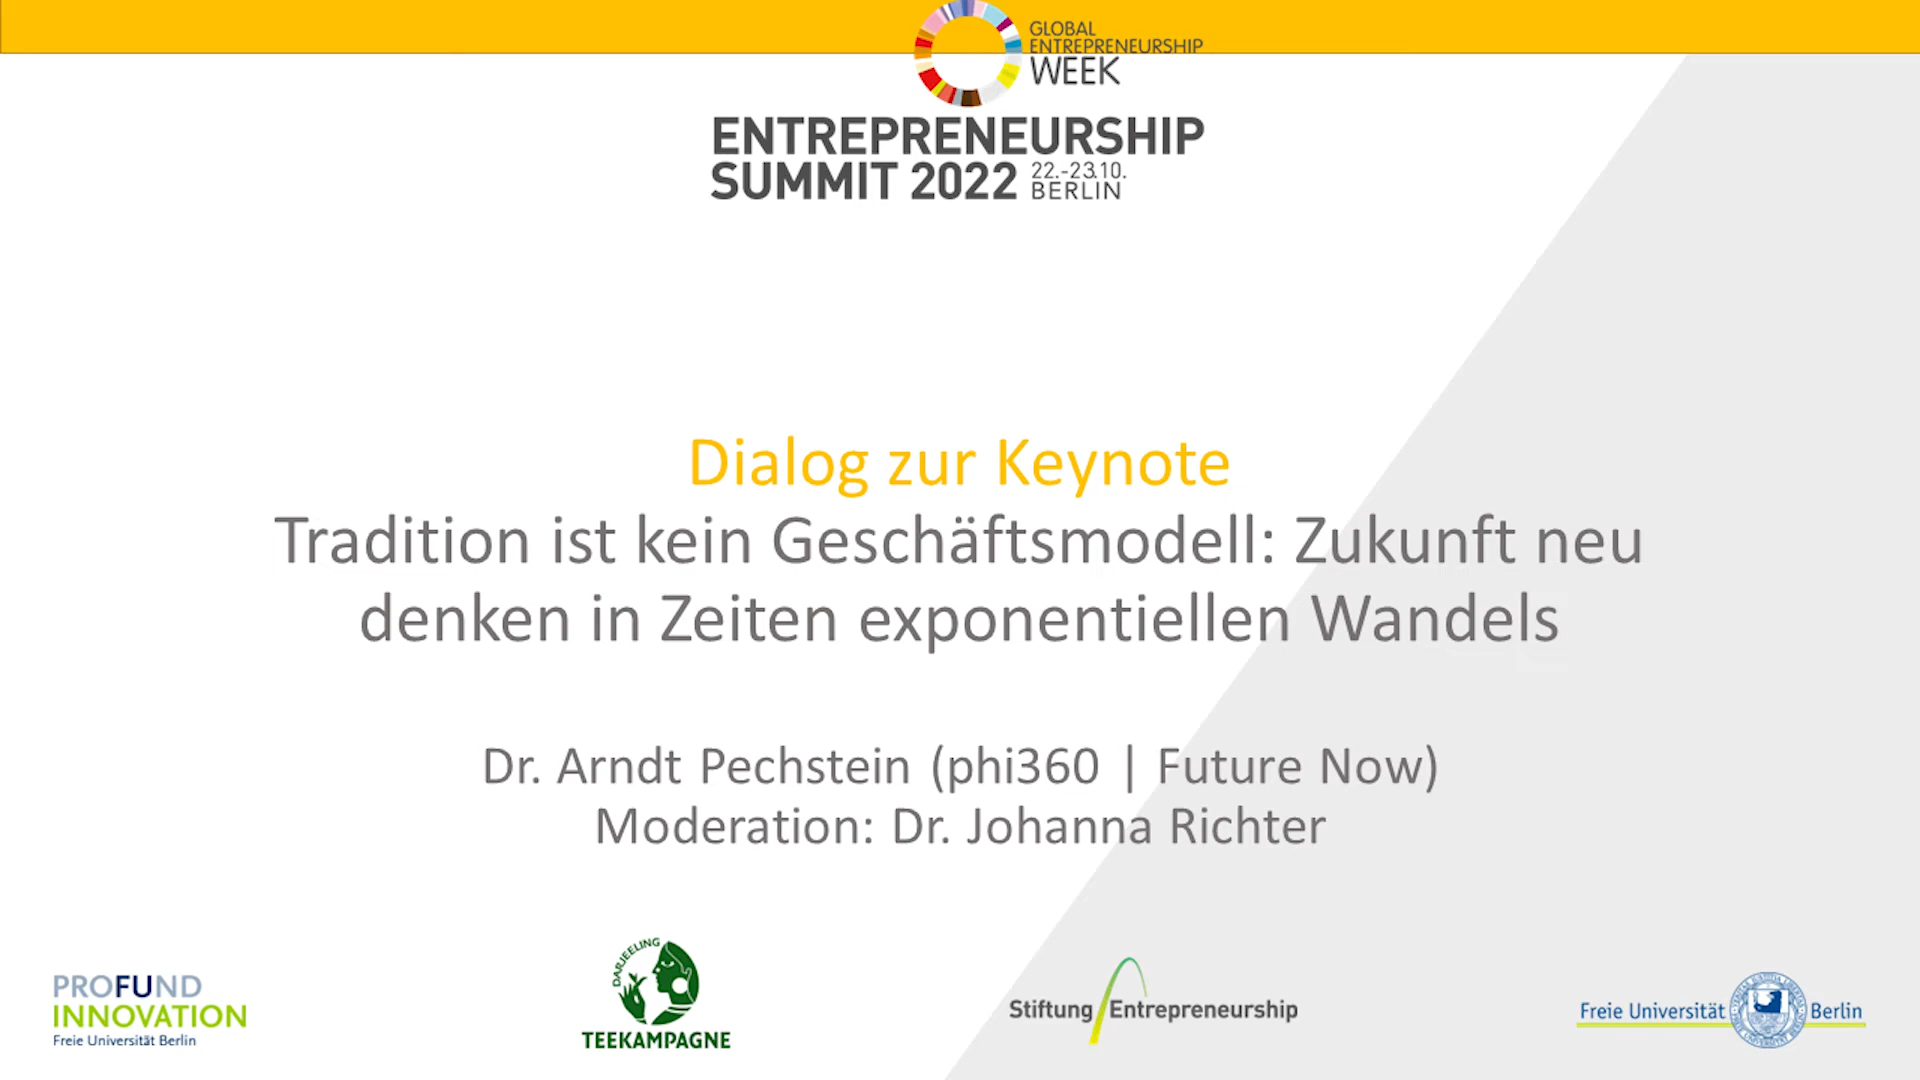 GLOBAL
ENTREPRENEURSHIP
WEEK
ENTREPRENEURSHIP
SUMMIT 2022 22.-23.10.
BERLIN
Dialog zur Keynote
Tradition ist kein Geschäftsmodell: Zukunft neu
denken in Zeiten exponentiellen Wandels
Dr. Arndt Pechstein (phi360 | Future Now)
Moderation: Dr. Johanna Richter
PROFUND
INNOVATION
Freie Universität Berlin
DARJEELING
TEEKAMPAGNE
Stiftung Entrepreneurship
Freie Universität Berlin